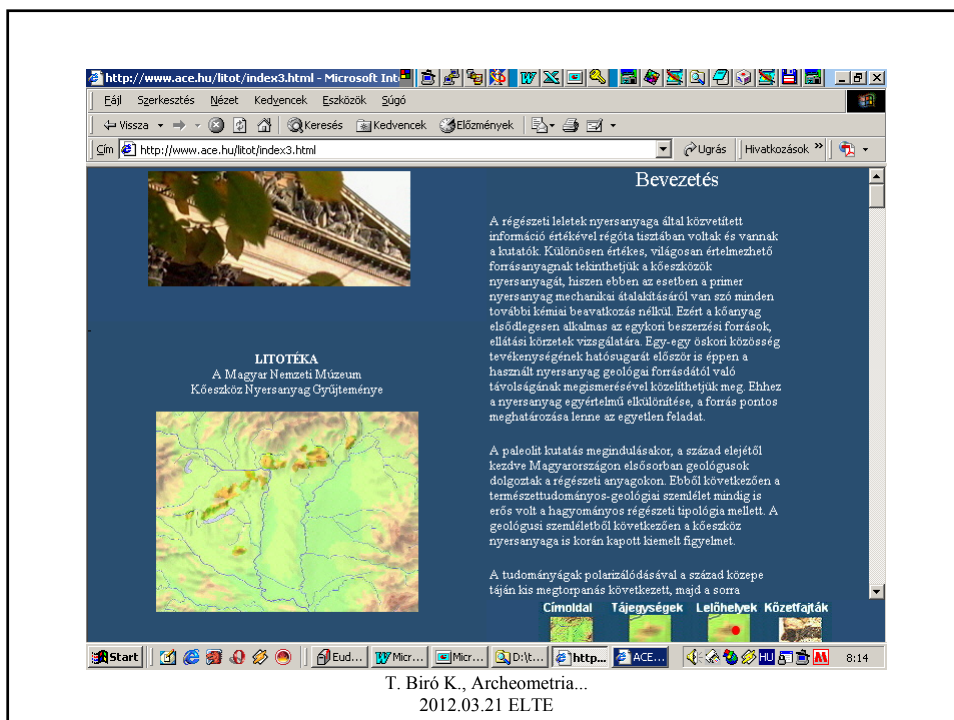 http://www.ace.hu/litot/index3.html - Microsoft Int
Fájl Szerkesztés Nézet Kedvencek Eszközök Súgó
Vissza Keresés Kedvencek Előzmények
Cím http://www.ace.hu/litot/index3.html Ugrás Hivatkozások »
LITOTÉKA
A Magyar Nemzeti Múzeum
Kőeszköz Nyersanyag Gyűjteménye
Bevezetés
A régészeti leletek nyersanyaga által közvetített
információ értékével régóta tisztában voltak és vannak
a kutatók. Különösen értékes, világosan értelmezhető
forrásanyagnak tekinthetjük a kőeszközök
nyersanyagát, hiszen ebben az esetben a primer
nyersanyag mechanikai átalakításáról van szó minden
további kémiai beavatkozás nélkül. Ezért a kőanyag
elsődlegesen alkalmas az egykori beszerzési források,
ellátási körzetek vizsgálatára. Egy-egy őskori közösség
tevékenységének hatósugarát először is éppen a
használt nyersanyag geológai forrásdától való
távolságának megismerésével közelíthetjük meg. Ehhez
a nyersanyag egyértelmű elkülönítése, a forrás pontos
meghatározása lenne az egyetlen feladat.
A paleolit kutatás megindulásakor, a század elejétől
kezdve Magyarországon elsősorban geológusok
dolgoztak a régészeti anyagokon. Ebből következően a
természettudományos-geológiai szemlélet mindig is
erős volt a hagyományos régészeti tipológia mellett. A
geológusi szemléletből következően a kőeszköz
nyersanyaga is korán kapott kiemelt figyelmet.
A tudományágak polarizálódásával a század közepe
táján kis megtorpanás következett, majd a sorra
Címoldal Tájegységek Lelőhelyek Kőzetfajták
Start Eud... Micr... Micr... D:\t... http... ACE... HU 8:14
T. Biró K., Archeometria...
2012.03.21 ELTE